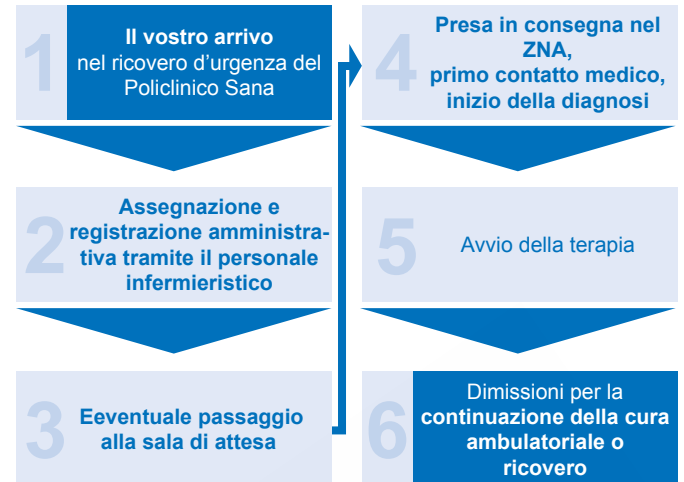 1
Il vostro arrivo
nel ricovero d'urgenza del
Policlinico Sana
2
Assegnazione e
registrazione amministra-
tiva tramite il personale
infermieristico
3
Eeventuale passaggio
alla sala di attesa
4
Presa in consegna nel
ZNA,
primo contatto medico,
inizio della diagnosi
5
Avvio della terapia
6
Dimissioni per la
continuazione della cura
ambulatoriale o
ricovero